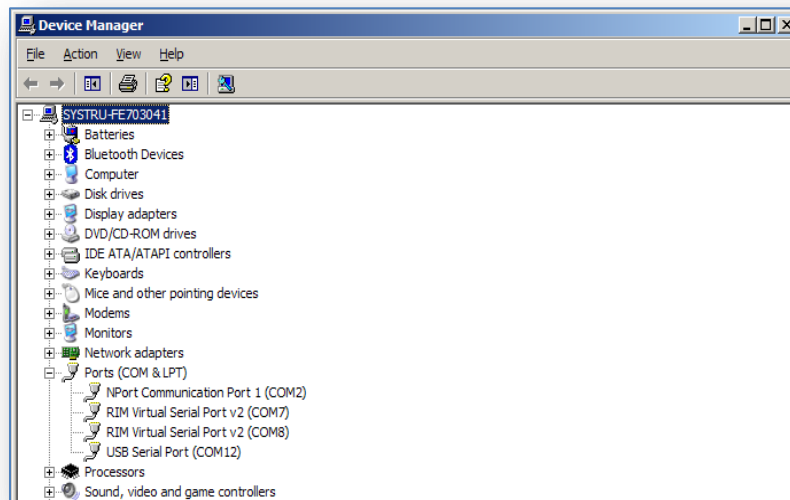 Device Manager
File Action View Help
SYSTRU-FE703041
Batteries
Bluetooth Devices
Computer
Disk drives
Display adapters
DVD/CD-ROM drives
IDE ATA/ATAPI controllers
Keyboards
Mice and other pointing devices
Modems
Monitors
Network adapters
Ports (COM & LPT)
NPort Communication Port 1 (COM2)
RIM Virtual Serial Port v2 (COM7)
RIM Virtual Serial Port v2 (COM8)
USB Serial Port (COM12)
Processors
Sound, video and game controllers